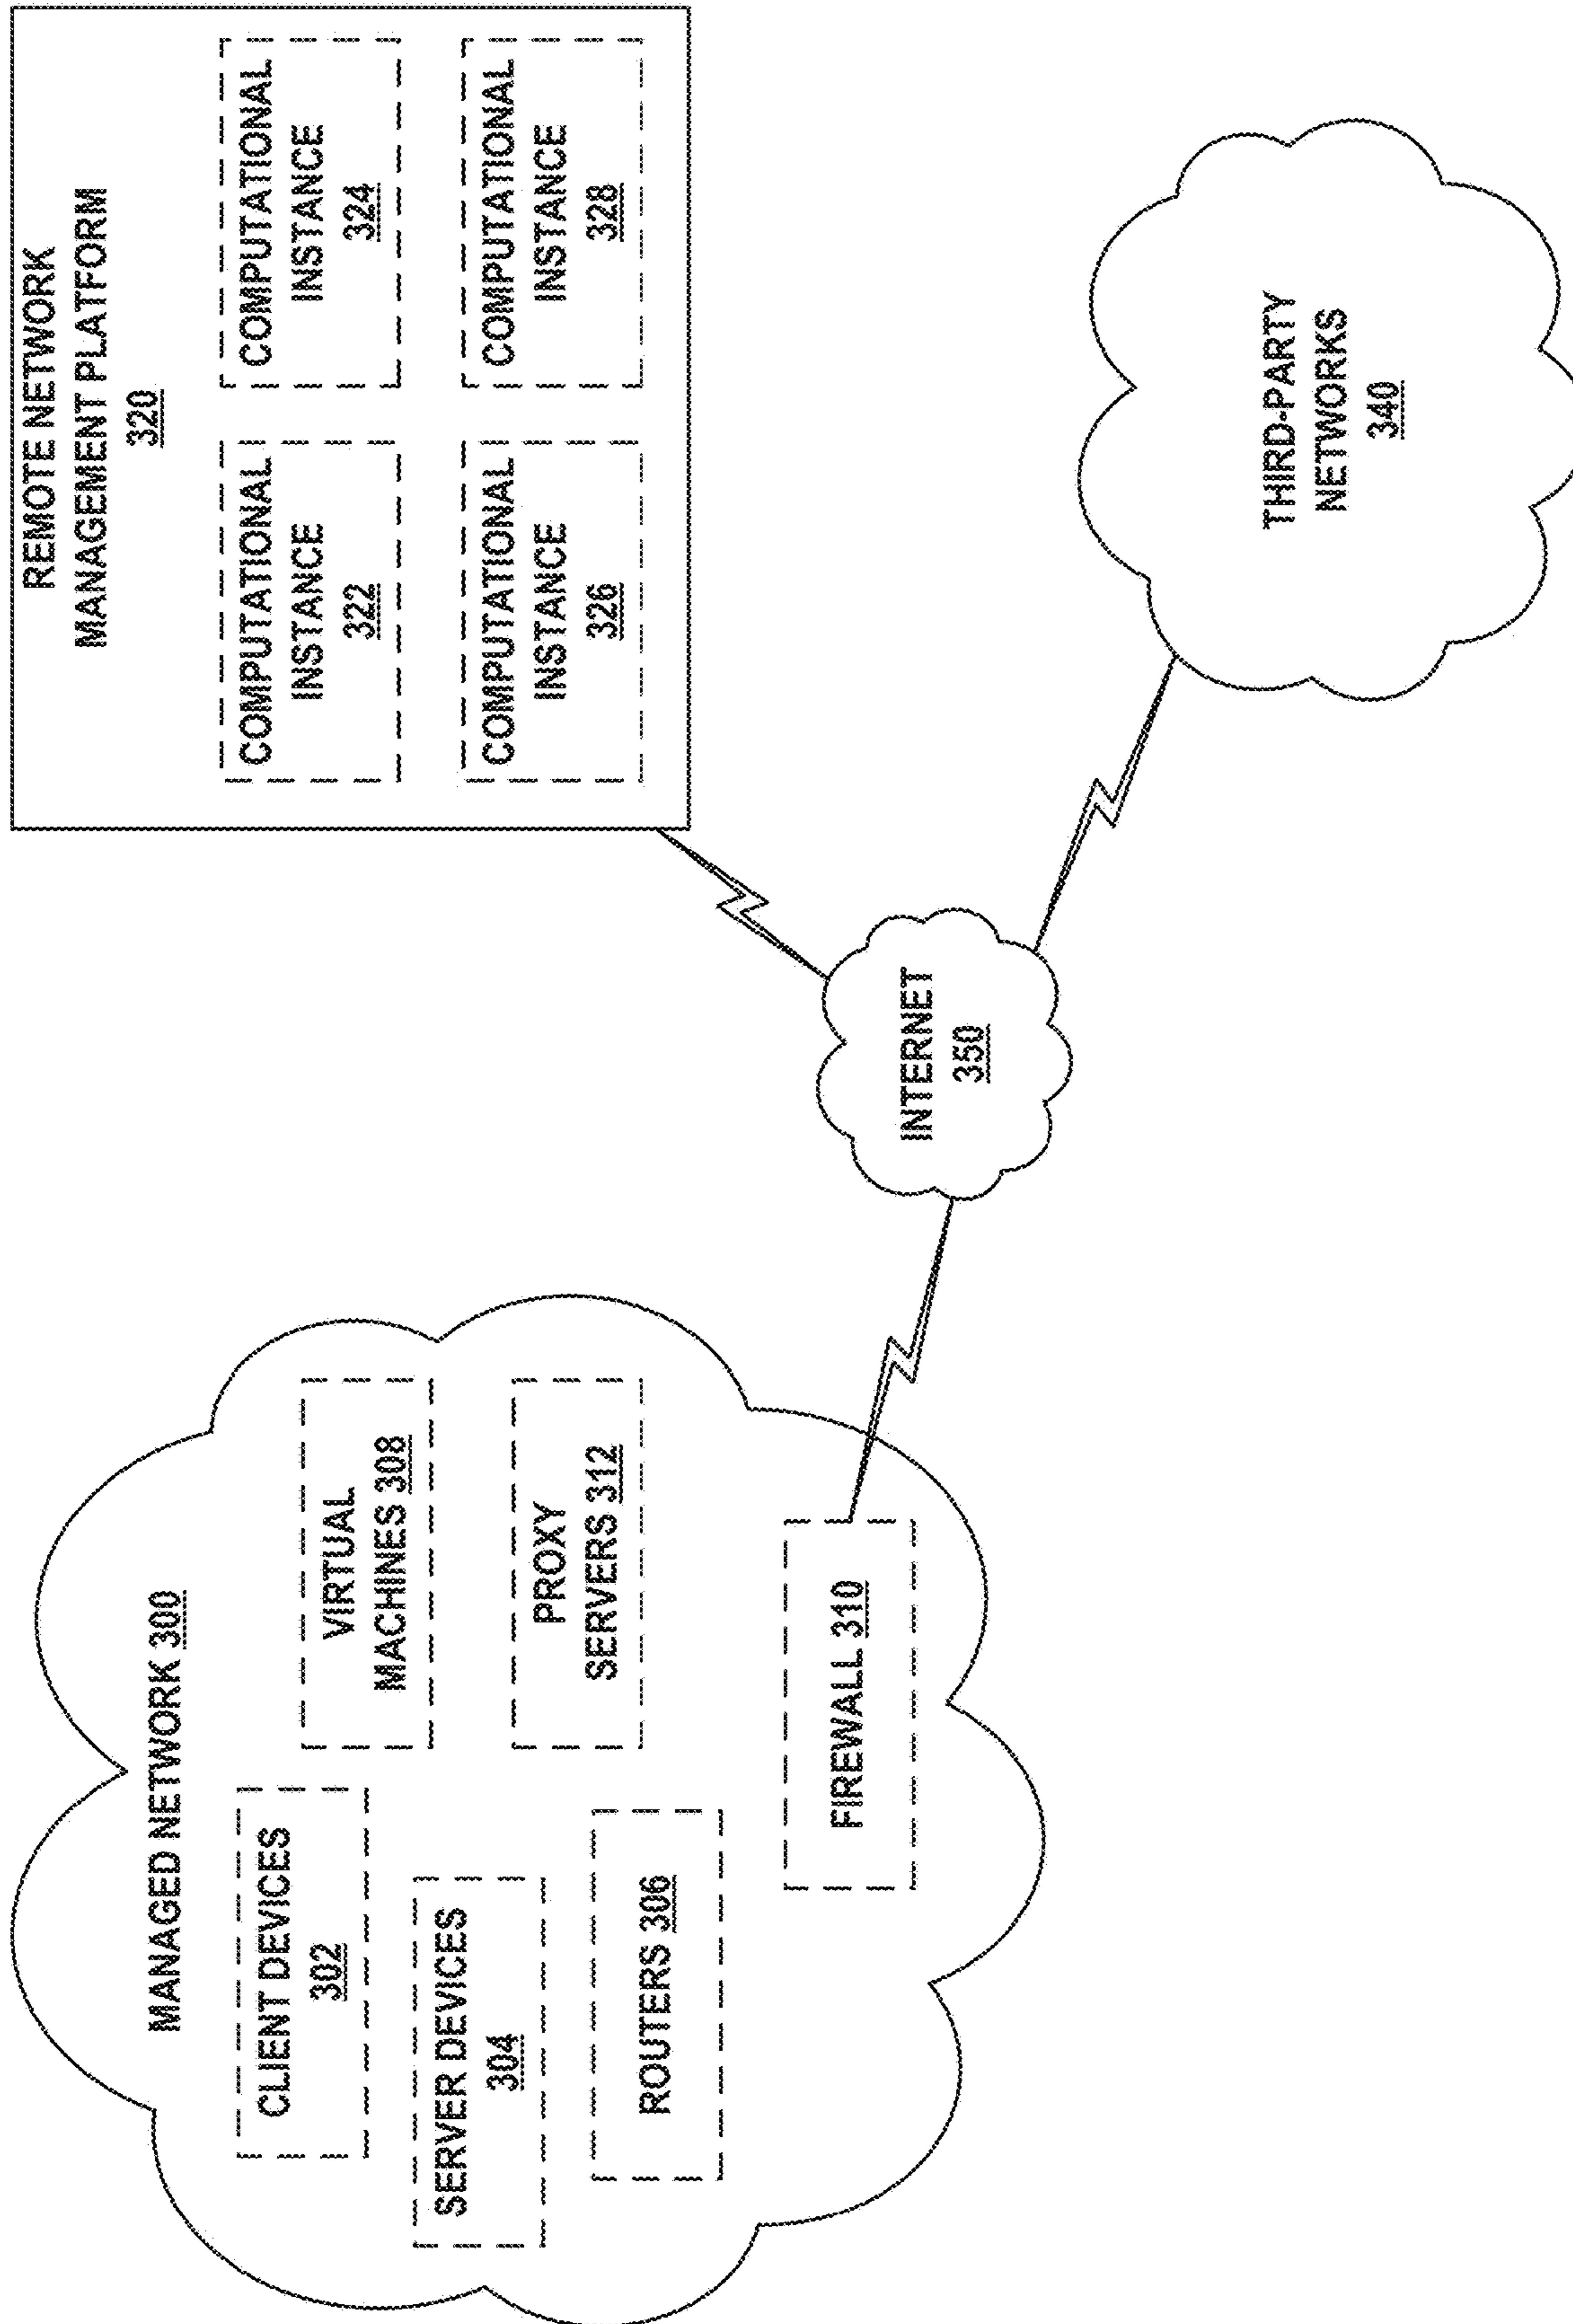 MANAGED NETWORK 300
CLIENT DEVICES
302
SERVER DEVICES
304
ROUTERS 306
VIRTUAL
MACHINES 308
PROXY
SERVERS 312
FIREWALL 310
INTERNET
350
REMOTE NETWORK
MANAGEMENT PLATFORM
320
COMPUTATIONAL
INSTANCE
322
COMPUTATIONAL
INSTANCE
324
COMPUTATIONAL
INSTANCE
326
COMPUTATIONAL
INSTANCE
328
THIRD-PARTY
NETWORKS
340